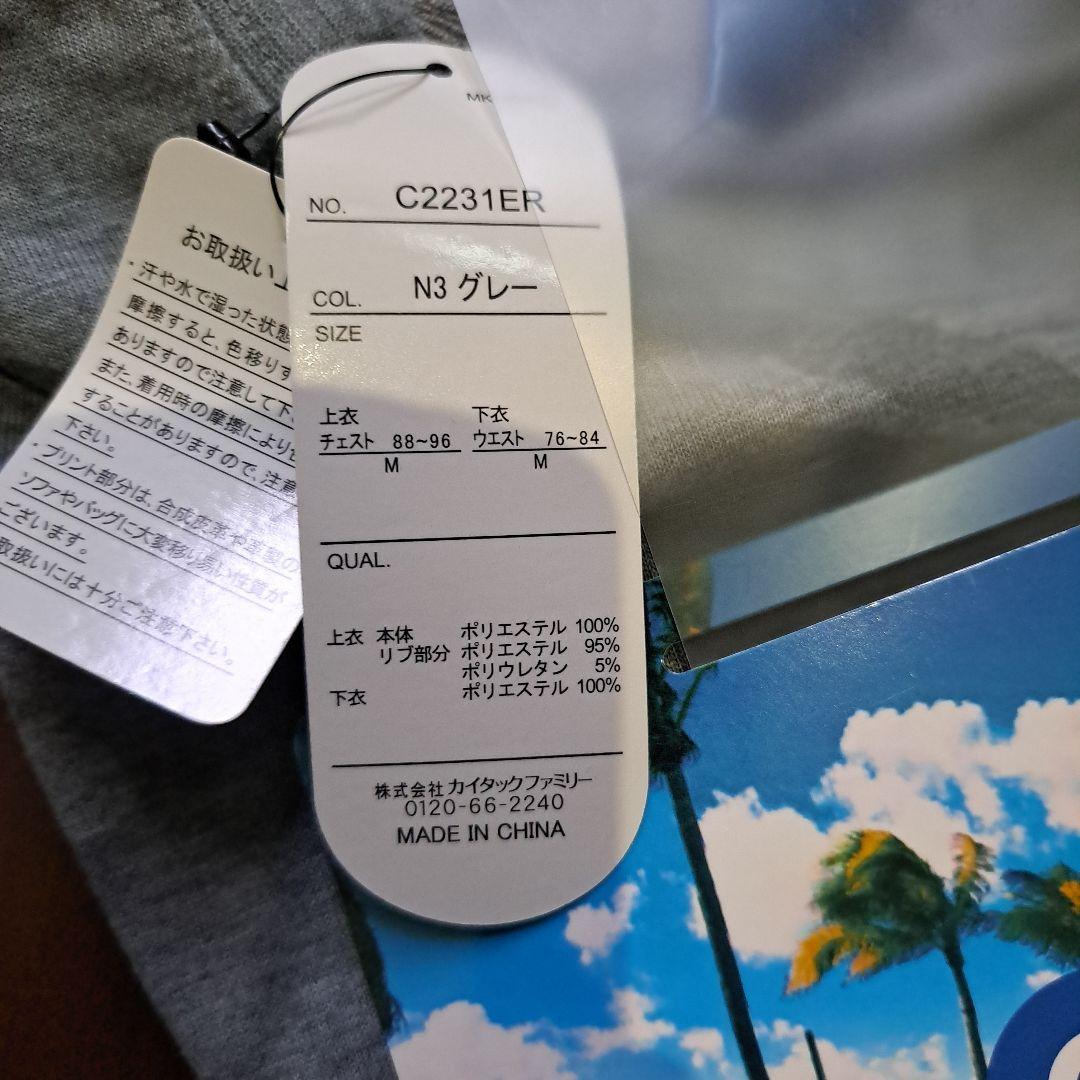 MK
NO. C2231ER
COL. N3 グレー
SIZE
上衣 下衣
チェスト 88~96 ウエスト 76~84
M M
QUAL.
上衣 本体 ポリエステル 100%
リブ部分 ポリエステル 95%
ポリウレタン 5%
下衣 ポリエステル 100%
株式会社 カイタックファミリー
0120-66-2240
MADE IN CHINA
お取扱い上
・汗や水で湿った状態
摩擦すると、色移りす
ありますので注意して下
また、着用時の摩擦により
することがありますので、注意
下さい。
・プリント部分は、合成皮革や革製の
ソファやバッグに大変移り易い性質が
ございます。
取扱いには十分ご注意下さい。